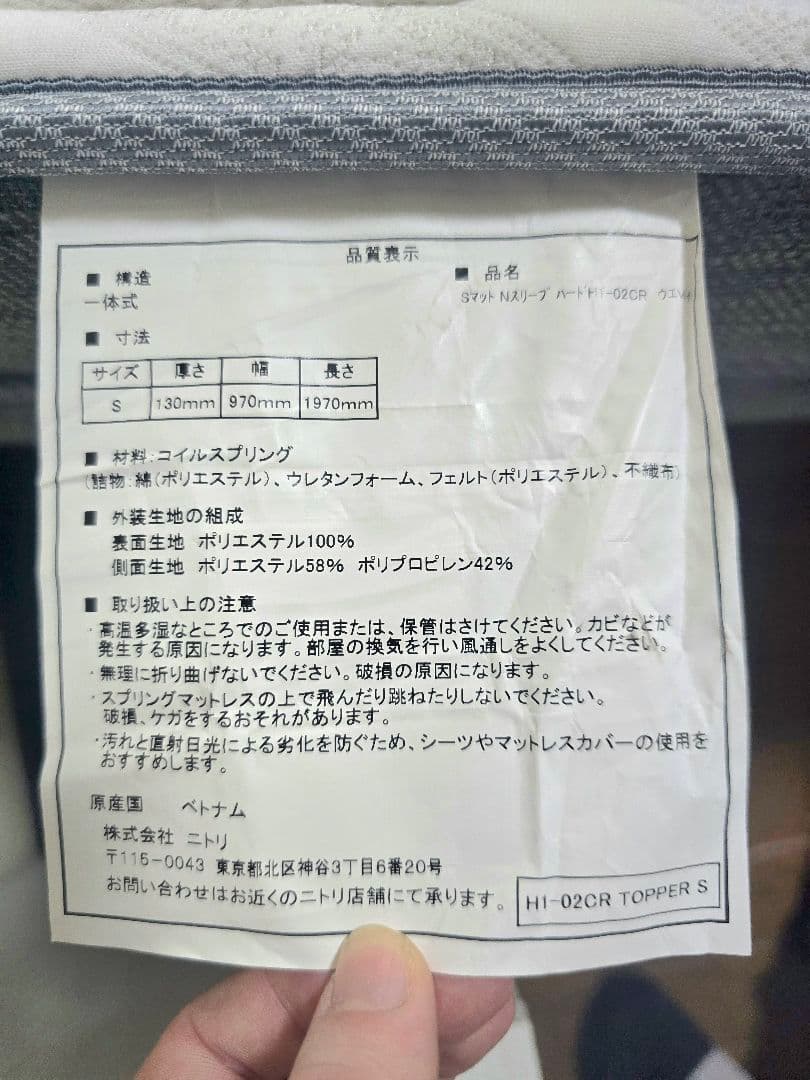 品質表示
■ 構造
一体式
■ 品名
Sマット Nスリープ ハードH1-02CR ウエ
■ 寸法
サイズ 厚さ 幅 長さ
S 130mm 970mm 1970mm
■ 材料:コイルスプリング
(詰物:綿(ポリエステル)、ウレタンフォーム、フェルト(ポリエステル)、不織布)
■ 外装生地の組成
表面生地 ポリエステル100%
側面生地 ポリエステル58% ポリプロピレン42%
■ 取り扱い上の注意
・高温多湿なところでのご使用または、保管はさけてください。カビなどが
発生する原因になります。部屋の換気を行い風通しをよくしてください。
・無理に折り曲げないでください。破損の原因になります。
・スプリングマットレスの上で飛んだり跳ねたりしないでください。
破損、ケガをするおそれがあります。
・汚れと直射日光による劣化を防ぐため、シーツやマットレスカバーの使用を
おすすめします。
原産国 ベトナム
株式会社 ニトリ
〒115-0043 東京都北区神谷3丁目6番20号
お問い合わせはお近くのニトリ店舗にて承ります。
H1-02CR TOPPER S